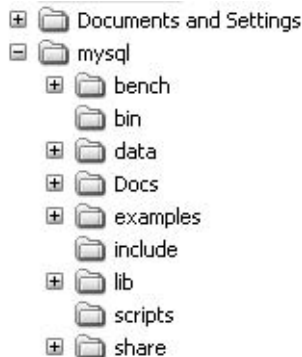 Documents and Settings
mysql
bench
bin
data
Docs
examples
include
lib
scripts
share